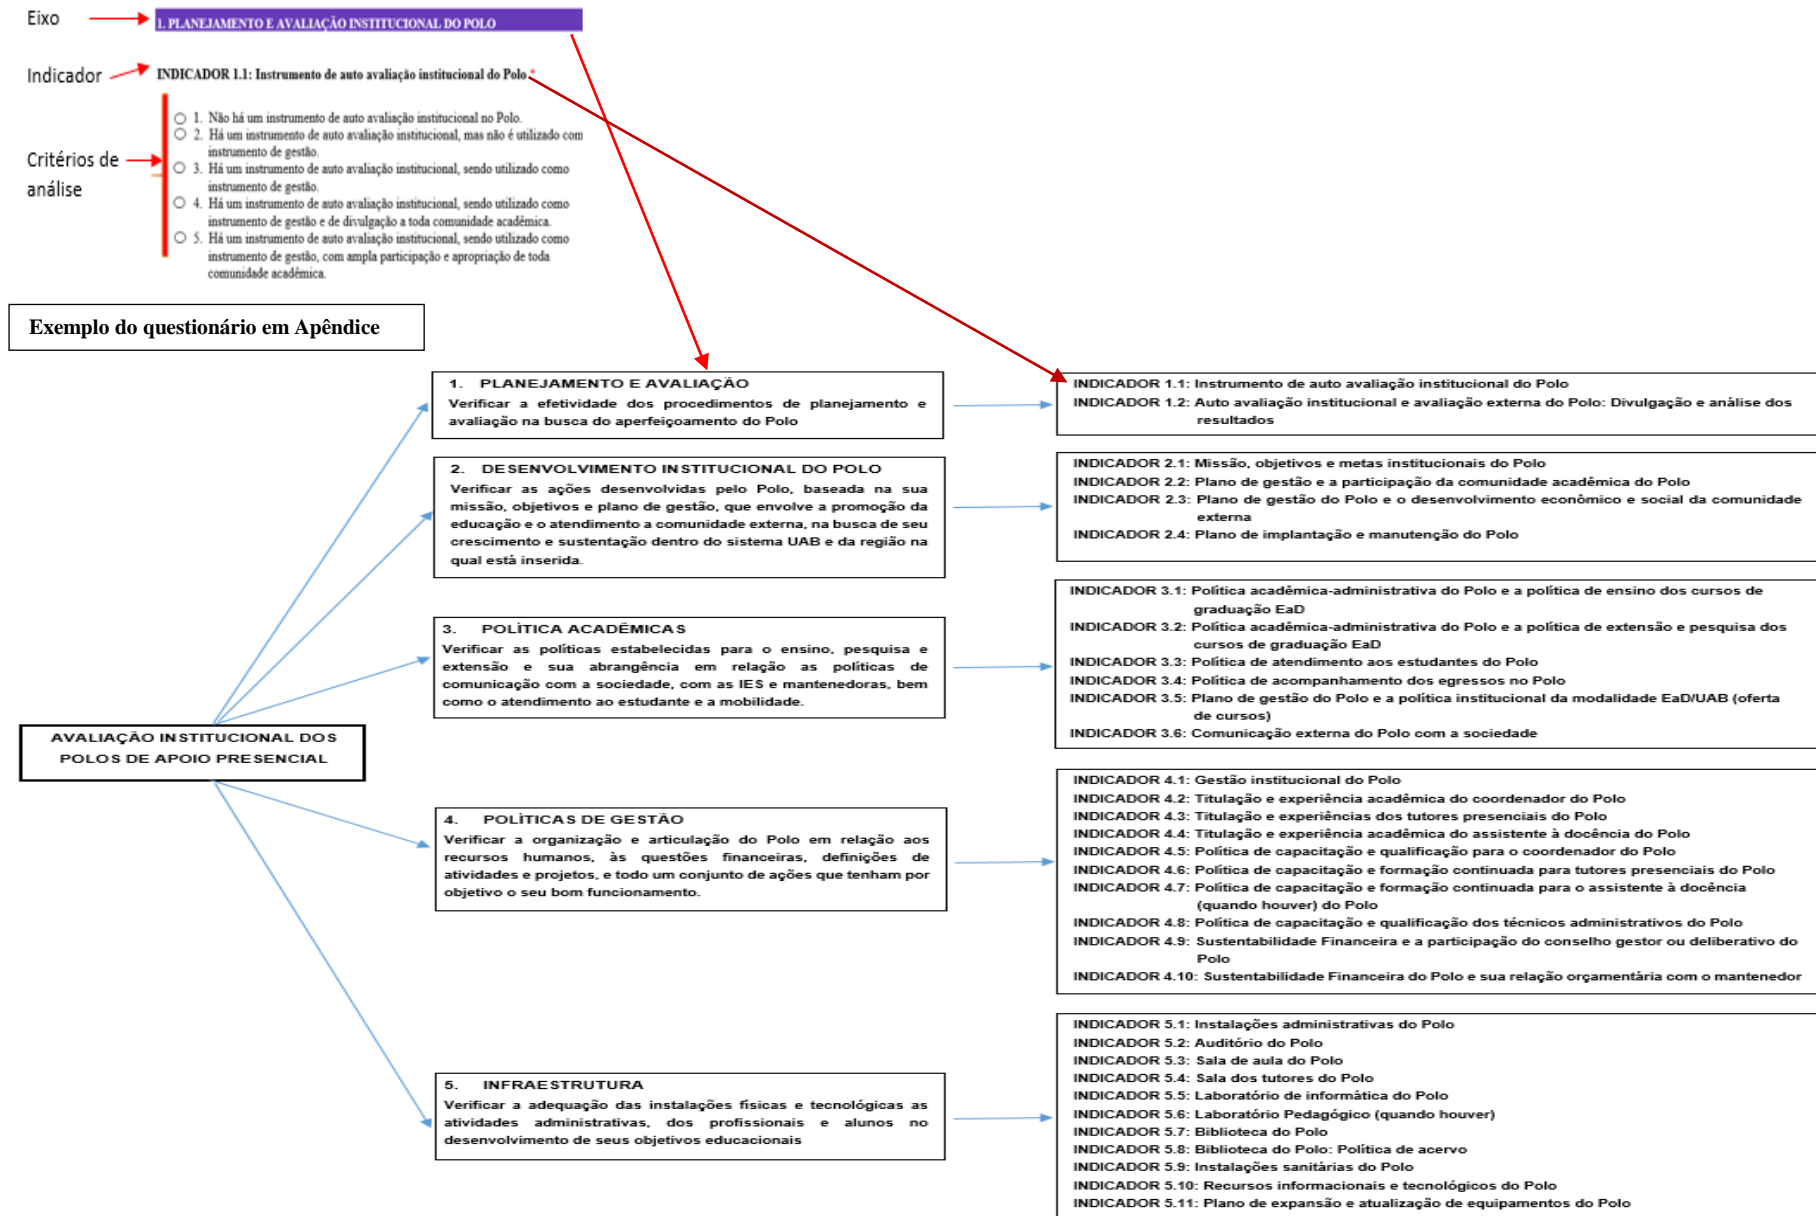 Eixo
1. PLANEJAMENTO E AVALIAÇÃO INSTITUCIONAL DO POLO
Indicador
INDICADOR 1.1: Instrumento de auto avaliação institucional do Polo *
Critérios de
análise
1. Não há um instrumento de auto avaliação institucional no Polo.
2. Há um instrumento de auto avaliação institucional, mas não é utilizado com
instrumento de gestão.
3. Há um instrumento de auto avaliação institucional, sendo utilizado como
instrumento de gestão.
4. Há um instrumento de auto avaliação institucional, sendo utilizado como
instrumento de gestão e de divulgação a toda comunidade acadêmica.
5. Há um instrumento de auto avaliação institucional, sendo utilizado como
instrumento de gestão, com ampla participação e apropriação de toda
comunidade acadêmica.
Exemplo do questionário em Apêndice
AVALIAÇÃO INSTITUCIONAL DOS
POLOS DE APOIO PRESENCIAL
1. PLANEJAMENTO E AVALIAÇÃO
Verificar a efetividade dos procedimentos de planejamento e
avaliação na busca do aperfeiçoamento do Polo
INDICADOR 1.1: Instrumento de auto avaliação institucional do Polo
INDICADOR 1.2: Auto avaliação institucional e avaliação externa do Polo: Divulgação e análise dos
resultados
2. DESENVOLVIMENTO INSTITUCIONAL DO POLO
Verificar as ações desenvolvidas pelo Polo, baseada na sua
missão, objetivos e plano de gestão, que envolve a promoção da
educação e o atendimento a comunidade externa, na busca de seu
crescimento e sustentação dentro do sistema UAB e da região na
qual está inserida.
INDICADOR 2.1: Missão, objetivos e metas institucionais do Polo
INDICADOR 2.2: Plano de gestão e a participação da comunidade acadêmica do Polo
INDICADOR 2.3: Plano de gestão do Polo e o desenvolvimento econômico e social da comunidade
externa
INDICADOR 2.4: Plano de implantação e manutenção do Polo
3. POLÍTICA ACADÊMICAS
Verificar as políticas estabelecidas para o ensino, pesquisa e
extensão e sua abrangência em relação as políticas de
comunicação com a sociedade, com as IES e mantenedoras, bem
como o atendimento ao estudante e a mobilidade.
INDICADOR 3.1: Política acadêmica-administrativa do Polo e a política de ensino dos cursos de
graduação EaD
INDICADOR 3.2: Política acadêmica-administrativa do Polo e a política de extensão e pesquisa dos
cursos de graduação EaD
INDICADOR 3.3: Política de atendimento aos estudantes do Polo
INDICADOR 3.4: Política de acompanhamento dos egressos no Polo
INDICADOR 3.5: Plano de gestão do Polo e a política institucional da modalidade EaD/UAB (oferta
de cursos)
INDICADOR 3.6: Comunicação externa do Polo com a sociedade
4. POLÍTICAS DE GESTÃO
Verificar a organização e articulação do Polo em relação aos
recursos humanos, às questões financeiras, definições de
atividades e projetos, e todo um conjunto de ações que tenham por
objetivo o seu bom funcionamento.
INDICADOR 4.1: Gestão institucional do Polo
INDICADOR 4.2: Titulação e experiência acadêmica do coordenador do Polo
INDICADOR 4.3: Titulação e experiências dos tutores presenciais do Polo
INDICADOR 4.4: Titulação e experiência acadêmica do assistente à docência do Polo
INDICADOR 4.5: Política de capacitação e qualificação para o coordenador do Polo
INDICADOR 4.6: Política de capacitação e formação continuada para tutores presenciais do Polo
INDICADOR 4.7: Política de capacitação e formação continuada para o assistente à docência
(quando houver) do Polo
INDICADOR 4.8: Política de capacitação e qualificação dos técnicos administrativos do Polo
INDICADOR 4.9: Sustentabilidade Financeira e a participação do conselho gestor ou deliberativo do
Polo
INDICADOR 4.10: Sustentabilidade Financeira do Polo e sua relação orçamentária com o mantenedor
5. INFRAESTRUTURA
Verificar a adequação das instalações físicas e tecnológicas as
atividades administrativas, dos profissionais e alunos no
desenvolvimento de seus objetivos educacionais
INDICADOR 5.1: Instalações administrativas do Polo
INDICADOR 5.2: Auditório do Polo
INDICADOR 5.3: Sala de aula do Polo
INDICADOR 5.4: Sala dos tutores do Polo
INDICADOR 5.5: Laboratório de informática do Polo
INDICADOR 5.6: Laboratório Pedagógico (quando houver)
INDICADOR 5.7: Biblioteca do Polo
INDICADOR 5.8: Biblioteca do Polo: Política de acervo
INDICADOR 5.9: Instalações sanitárias do Polo
INDICADOR 5.10: Recursos informacionais e tecnológicos do Polo
INDICADOR 5.11: Plano de expansão e atualização de equipamentos do Polo